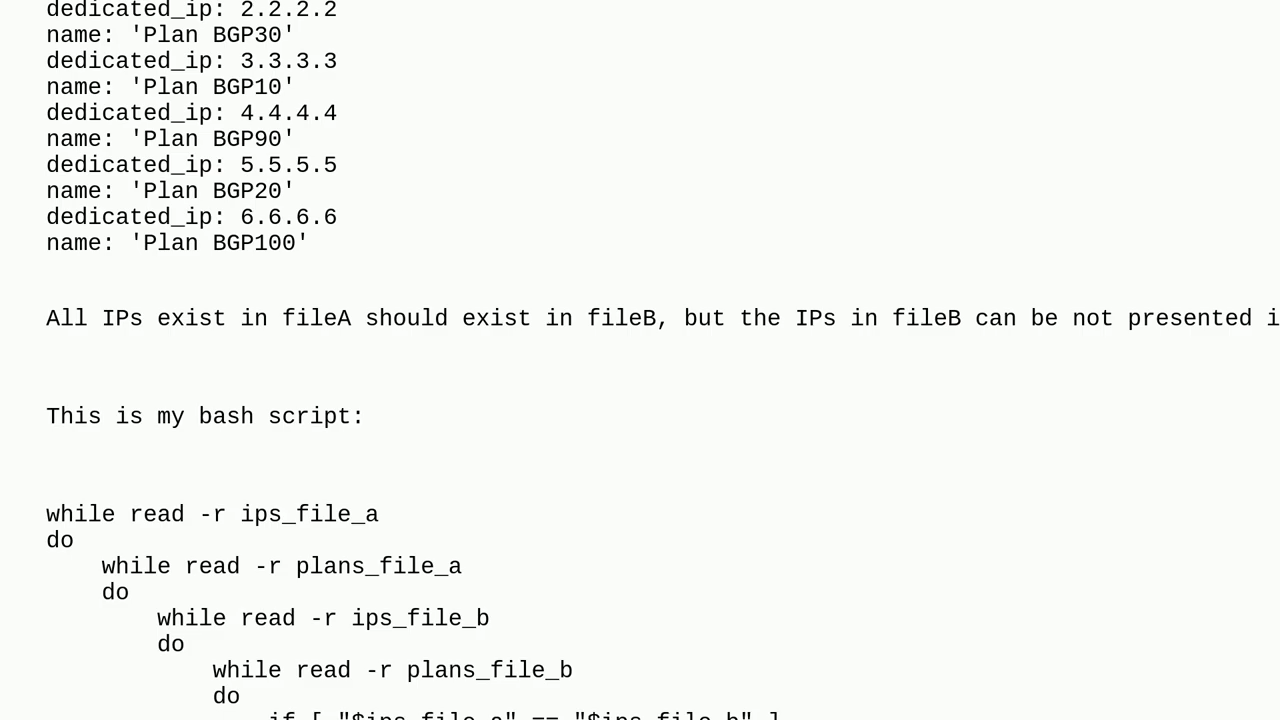 dedicated_ip: 2.2.2.2
name: 'Plan BGP30'
dedicated_ip: 3.3.3.3
name: 'Plan BGP10'
dedicated_ip: 4.4.4.4
name: 'Plan BGP90'
dedicated_ip: 5.5.5.5
name: 'Plan BGP20'
dedicated_ip: 6.6.6.6
name: 'Plan BGP100'
All IPs exist in fileA should exist in fileB, but the IPs in fileB can be not presented i
This is my bash script:
while read -r ips_file_a
do
    while read -r plans_file_a
    do
        while read -r ips_file_b
        do
            while read -r plans_file_b
            do
                if [ "$ips_file_a" == "$ips_file_b" ]